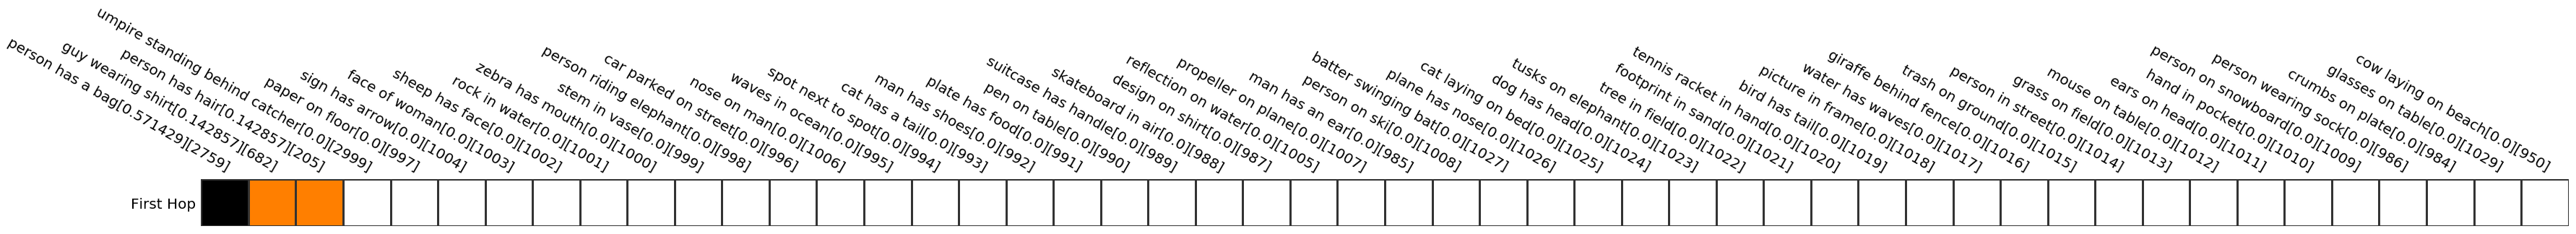 person has a bag[0.571429][2759]
guy wearing shirt[0.142857][682]
person has hair[0.142857][205]
umpire standing behind catcher[0.0][2999]
paper on floor[0.0][997]
sign has arrow[0.0][1004]
face of woman[0.0][1003]
sheep has face[0.0][1002]
rock in water[0.0][1001]
zebra has mouth[0.0][1000]
stem in vase[0.0][999]
person riding elephant[0.0][998]
car parked on street[0.0][996]
nose on man[0.0][1006]
waves in ocean[0.0][995]
spot next to spot[0.0][994]
cat has a tail[0.0][993]
man has shoes[0.0][992]
plate has food[0.0][991]
pen on table[0.0][990]
suitcase has handle[0.0][989]
skateboard in air[0.0][988]
design on shirt[0.0][987]
reflection on water[0.0][1005]
propeller on plane[0.0][1007]
man has an ear[0.0][985]
person on ski[0.0][1008]
batter swinging bat[0.0][1027]
plane has nose[0.0][1026]
cat laying on bed[0.0][1025]
dog has head[0.0][1024]
tusks on elephant[0.0][1023]
tree in field[0.0][1022]
footprint in sand[0.0][1021]
tennis racket in hand[0.0][1020]
bird has tail[0.0][1019]
picture in frame[0.0][1018]
water has waves[0.0][1017]
giraffe behind fence[0.0][1016]
trash on ground[0.0][1015]
person in street[0.0][1014]
grass on field[0.0][1013]
mouse on table[0.0][1012]
ears on head[0.0][1011]
hand in pocket[0.0][1010]
person on snowboard[0.0][1009]
person wearing sock[0.0][986]
crumbs on plate[0.0][984]
glasses on table[0.0][1029]
cow laying on beach[0.0][950]
First Hop